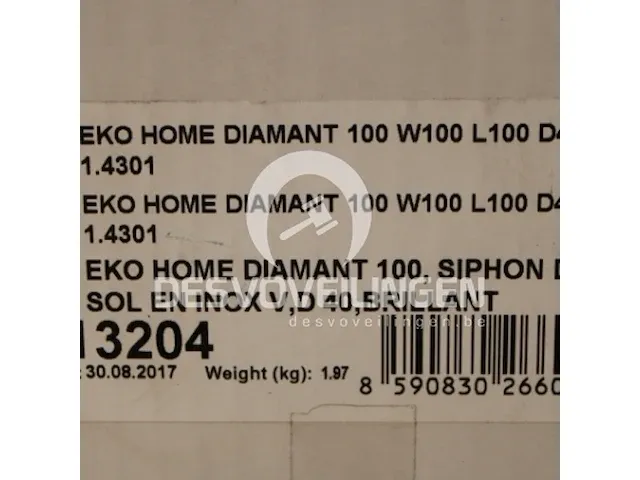 EKO HOME DIAMANT 100 W100 L100 D4
1.4301
EKO HOME DIAMANT 100 W100 L100 D4
1.4301
EKO HOME DIAMANT 100, SIPHON D
SOL EN INOX V,D 40,BRILLANT
DESVOVEILINGEN
desvoveilingen.be
13204
: 30.08.2017 Weight (kg): 1.97
8 590830 2660